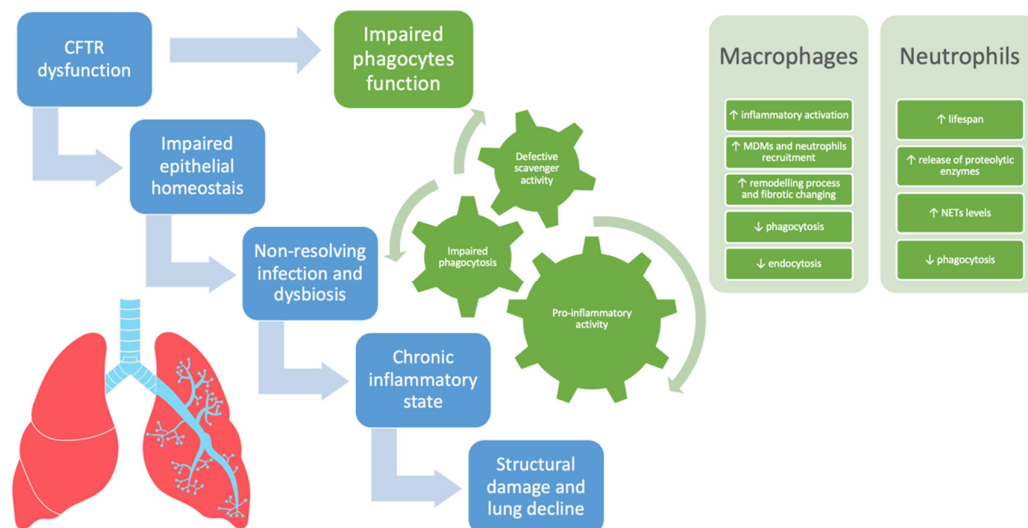 CFTR
dysfunction
Impaired
phagocytes
function
Impaired
epithelial
homeostais
Non-resolving
infection and
dysbiosis
Chronic
inflammatory
state
Structural
damage and
lung decline
Defective
scavenger
activity
Impaired
phagocytosis
Pro-inflammatory
activity
Macrophages
↑ inflammatory activation
↑ MDMs and neutrophils
recruitment
↑ remodelling process
and fibrotic changing
↓ phagocytosis
↓ endocytosis
Neutrophils
↑ lifespan
↑ release of proteolytic
enzymes
↑ NETs levels
↓ phagocytosis